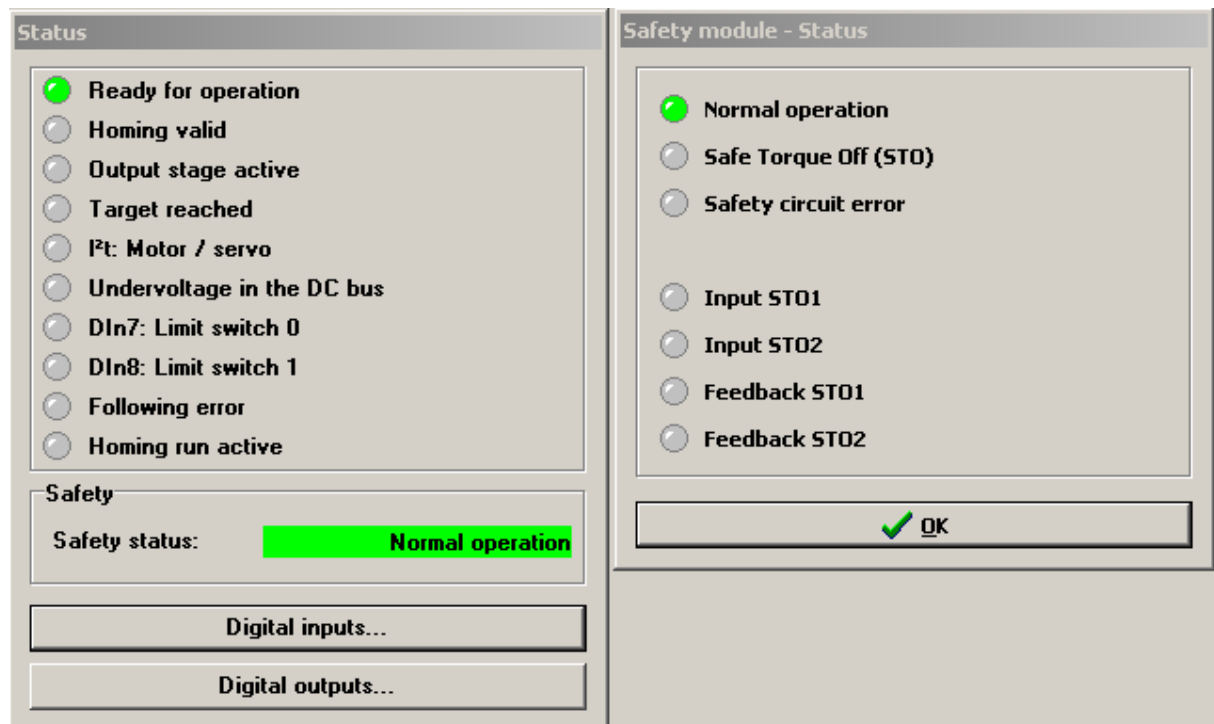 Status
Ready for operation
Homing valid
Output stage active
Target reached
I²t: Motor / servo
Undervoltage in the DC bus
DIn7: Limit switch 0
DIn8: Limit switch 1
Following error
Homing run active
Safety
Safety status: Normal operation
Digital inputs...
Digital outputs...
Safety module - Status
Normal operation
Safe Torque Off (STO)
Safety circuit error
Input STO1
Input STO2
Feedback STO1
Feedback STO2
OK